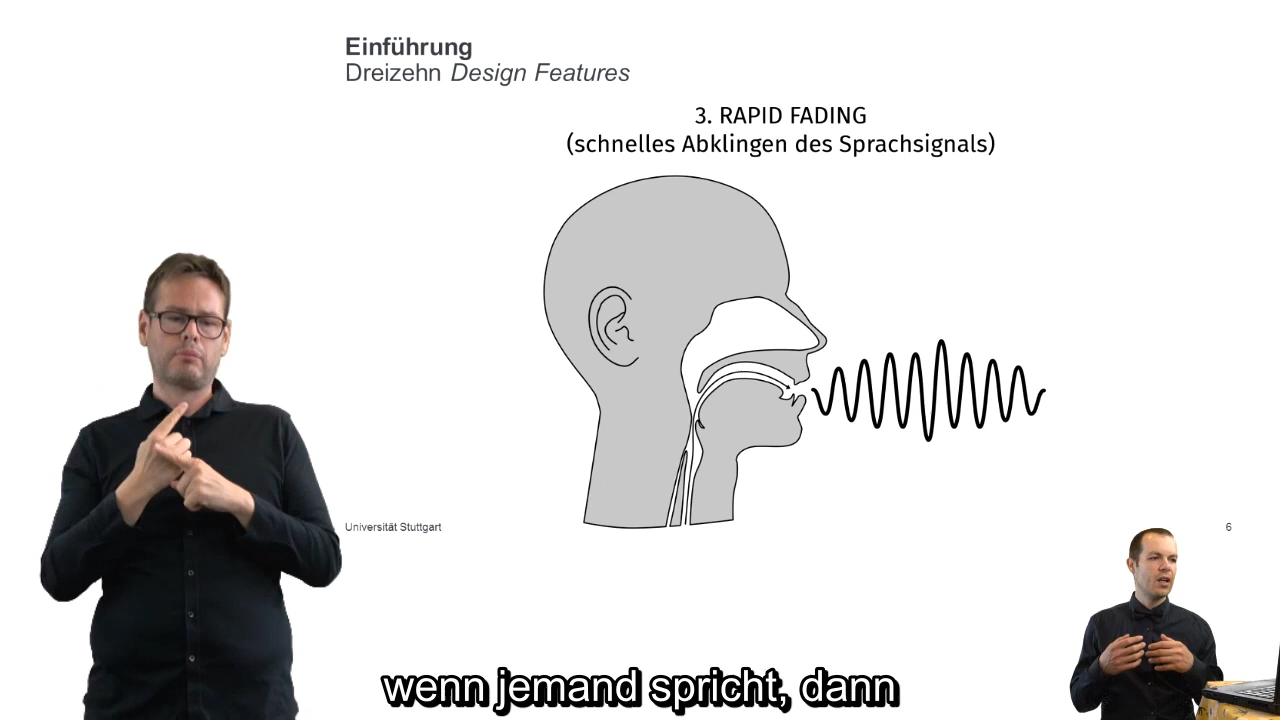 Einführung
Dreizehn Design Features
3. RAPID FADING
(schnelles Abklingen des Sprachsignals)
Universität Stuttgart
6
wenn jemand spricht, dann